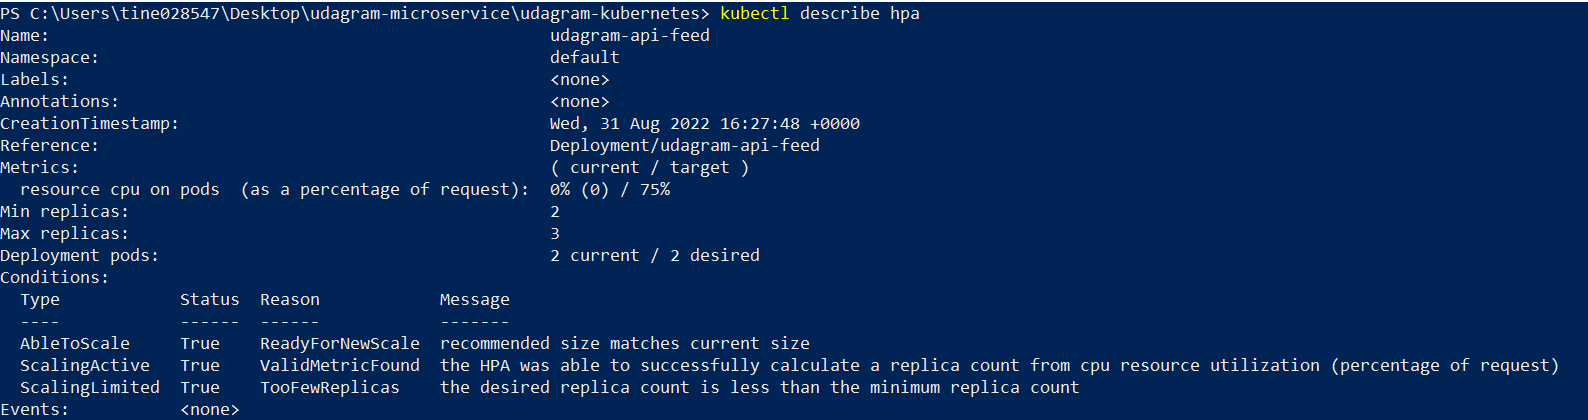 PS C:\Users\tine028547\Desktop\udagram-microservice\udagram-kubernetes> kubectl describe hpa
Name:                                                  udagram-api-feed
Namespace:                                             default
Labels:                                                <none>
Annotations:                                           <none>
CreationTimestamp:                                     Wed, 31 Aug 2022 16:27:48 +0000
Reference:                                             Deployment/udagram-api-feed
Metrics:                                               ( current / target )
  resource cpu on pods  (as a percentage of request):  0% (0) / 75%
Min replicas:                                          2
Max replicas:                                          3
Deployment pods:                                       2 current / 2 desired
Conditions:
  Type            Status  Reason            Message
  ----            ------  ------            -------
  AbleToScale     True    ReadyForNewScale  recommended size matches current size
  ScalingActive   True    ValidMetricFound  the HPA was able to successfully calculate a replica count from cpu resource utilization (percentage of request)
  ScalingLimited  True    TooFewReplicas    the desired replica count is less than the minimum replica count
Events:           <none>